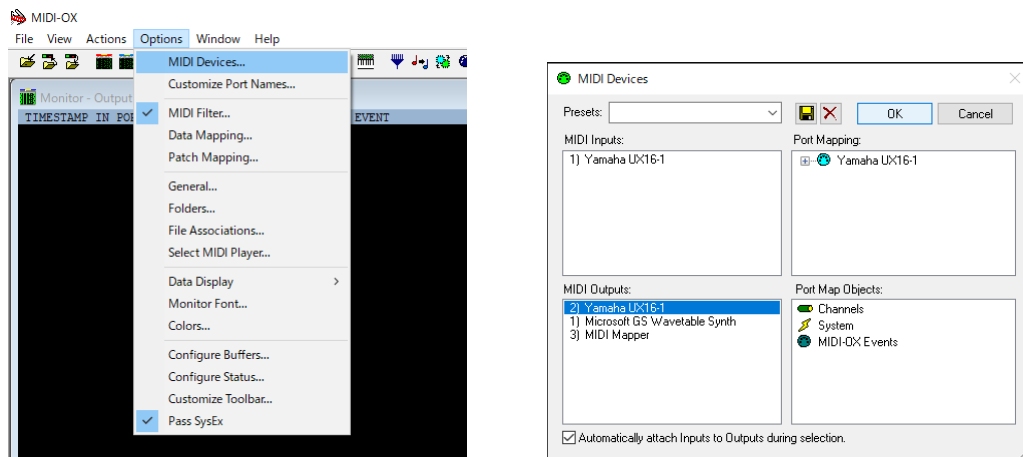 MIDI-OX
File View Actions Options Window Help
MIDI Devices...
Customize Port Names...
MIDI Filter...
Data Mapping...
Patch Mapping...
General...
Folders...
File Associations...
Select MIDI Player...
Data Display
Monitor Font...
Colors...
Configure Buffers...
Configure Status...
Customize Toolbar...
Pass SysEx
Monitor - Output
TIMESTAMP IN EVENT
MIDI Devices
Presets: OK Cancel
MIDI Inputs:
1) Yamaha UX16-1
Port Mapping:
Yamaha UX16-1
MIDI Outputs:
2) Yamaha UX16-1
1) Microsoft GS Wavetable Synth
3) MIDI Mapper
Port Map Objects:
Channels
System
MIDI-OX Events
Automatically attach Inputs to Outputs during selection.